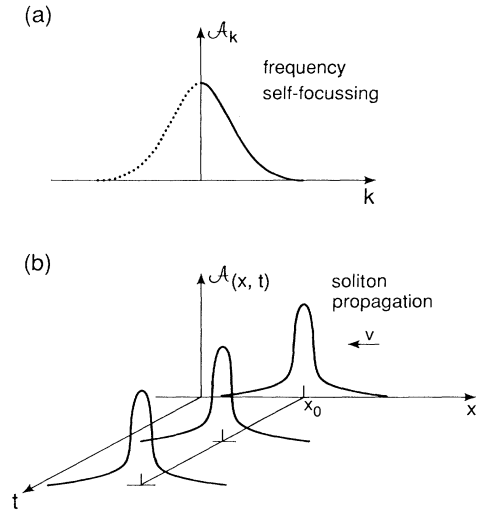 (a)
𝒜k
frequency
self-focussing
k
(b)
𝒜(x, t)
soliton
propagation
v
x0
x
t